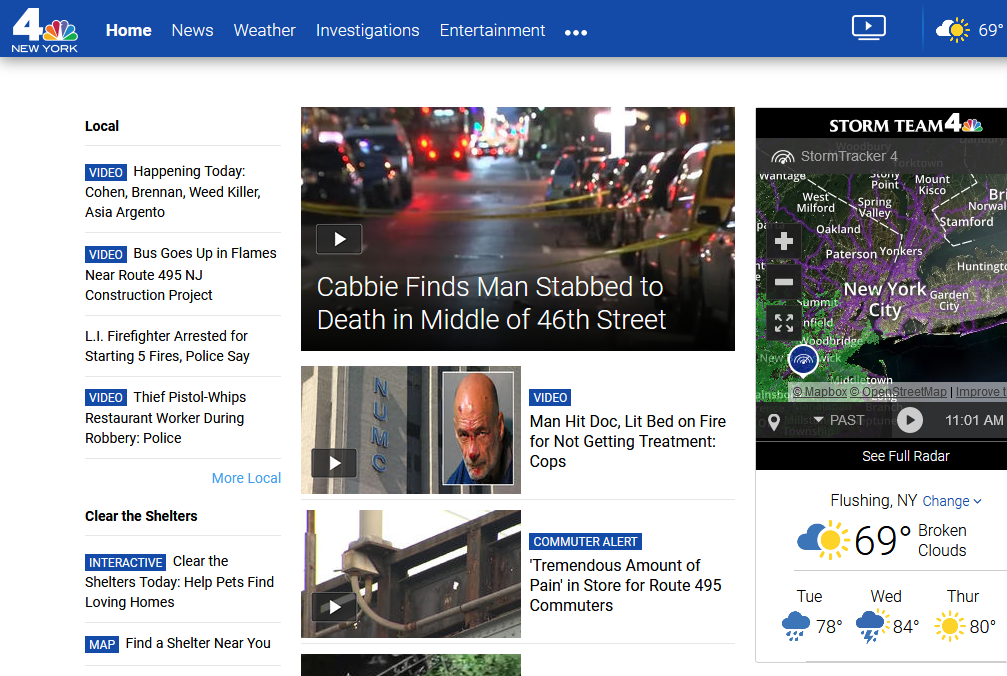 4
NEW YORK
Home News Weather Investigations Entertainment •••
69°
Local
VIDEO Happening Today:
Cohen, Brennan, Weed Killer,
Asia Argento
VIDEO Bus Goes Up in Flames
Near Route 495 NJ
Construction Project
L.I. Firefighter Arrested for
Starting 5 Fires, Police Say
VIDEO Thief Pistol-Whips
Restaurant Worker During
Robbery: Police
More Local
Clear the Shelters
INTERACTIVE Clear the
Shelters Today: Help Pets Find
Loving Homes
MAP Find a Shelter Near You
Cabbie Finds Man Stabbed to
Death in Middle of 46th Street
NUMC
VIDEO
Man Hit Doc, Lit Bed on Fire
for Not Getting Treatment:
Cops
COMMUTER ALERT
'Tremendous Amount of
Pain' in Store for Route 495
Commuters
STORM TEAM 4
StormTracker 4
Woodbury
Danbury
Yorktown
Wantage
Stony
Point
Mount
Kisco
West
Milford
Spring
Valley
Norwal
Stamford
Oakland
Paterson
Yonkers
Huntingt
New York
City
Garden
City
Summit
nfield
Woodbridge
New
wick
Middletown
© Mapbox © OpenStreetMap | Improve t
PAST
11:01 AM
See Full Radar
Flushing, NY Change
69° Broken
Clouds
Tue Wed Thur
78° 84° 80°